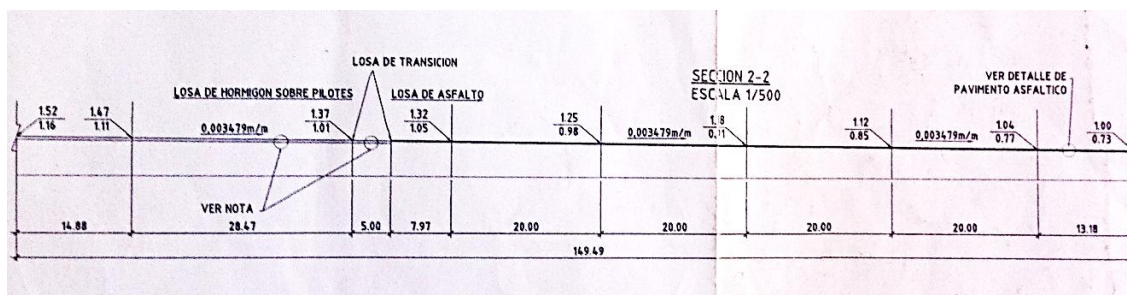 LOSA DE TRANSICION
SECCION 2-2
ESCALA 1/500
VER DETALLE DE
PAVIMENTO ASFALTICO
LOSA DE HORMIGON SOBRE PILOTES
LOSA DE ASFALTO
1.52
1.16
1.47
1.11
0.003479m/m
1.37
1.01
1.32
1.05
1.25
0.98
0.003479m/m
1.12
0.85
0.003479m/m
1.04
0.77
1.00
0.73
VER NOTA
14.88
28.47
5.00
7.97
20.00
20.00
20.00
20.00
13.18
149.49